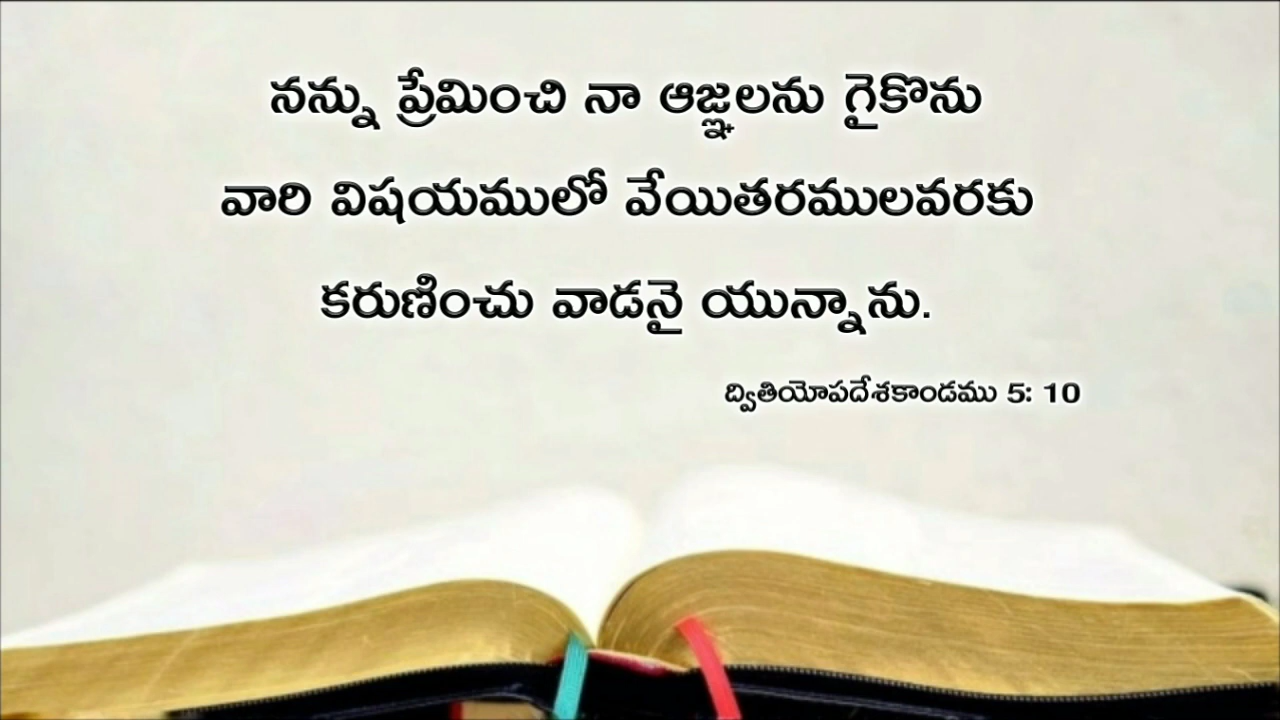 నన్ను ప్రేమించి నా ఆజ్ఞలను గైకొను
వారి విషయములో వేయితరములవరకు
కరుణించు వాడనై యున్నాను.
ద్వితియోపదేశకాండము 5: 10